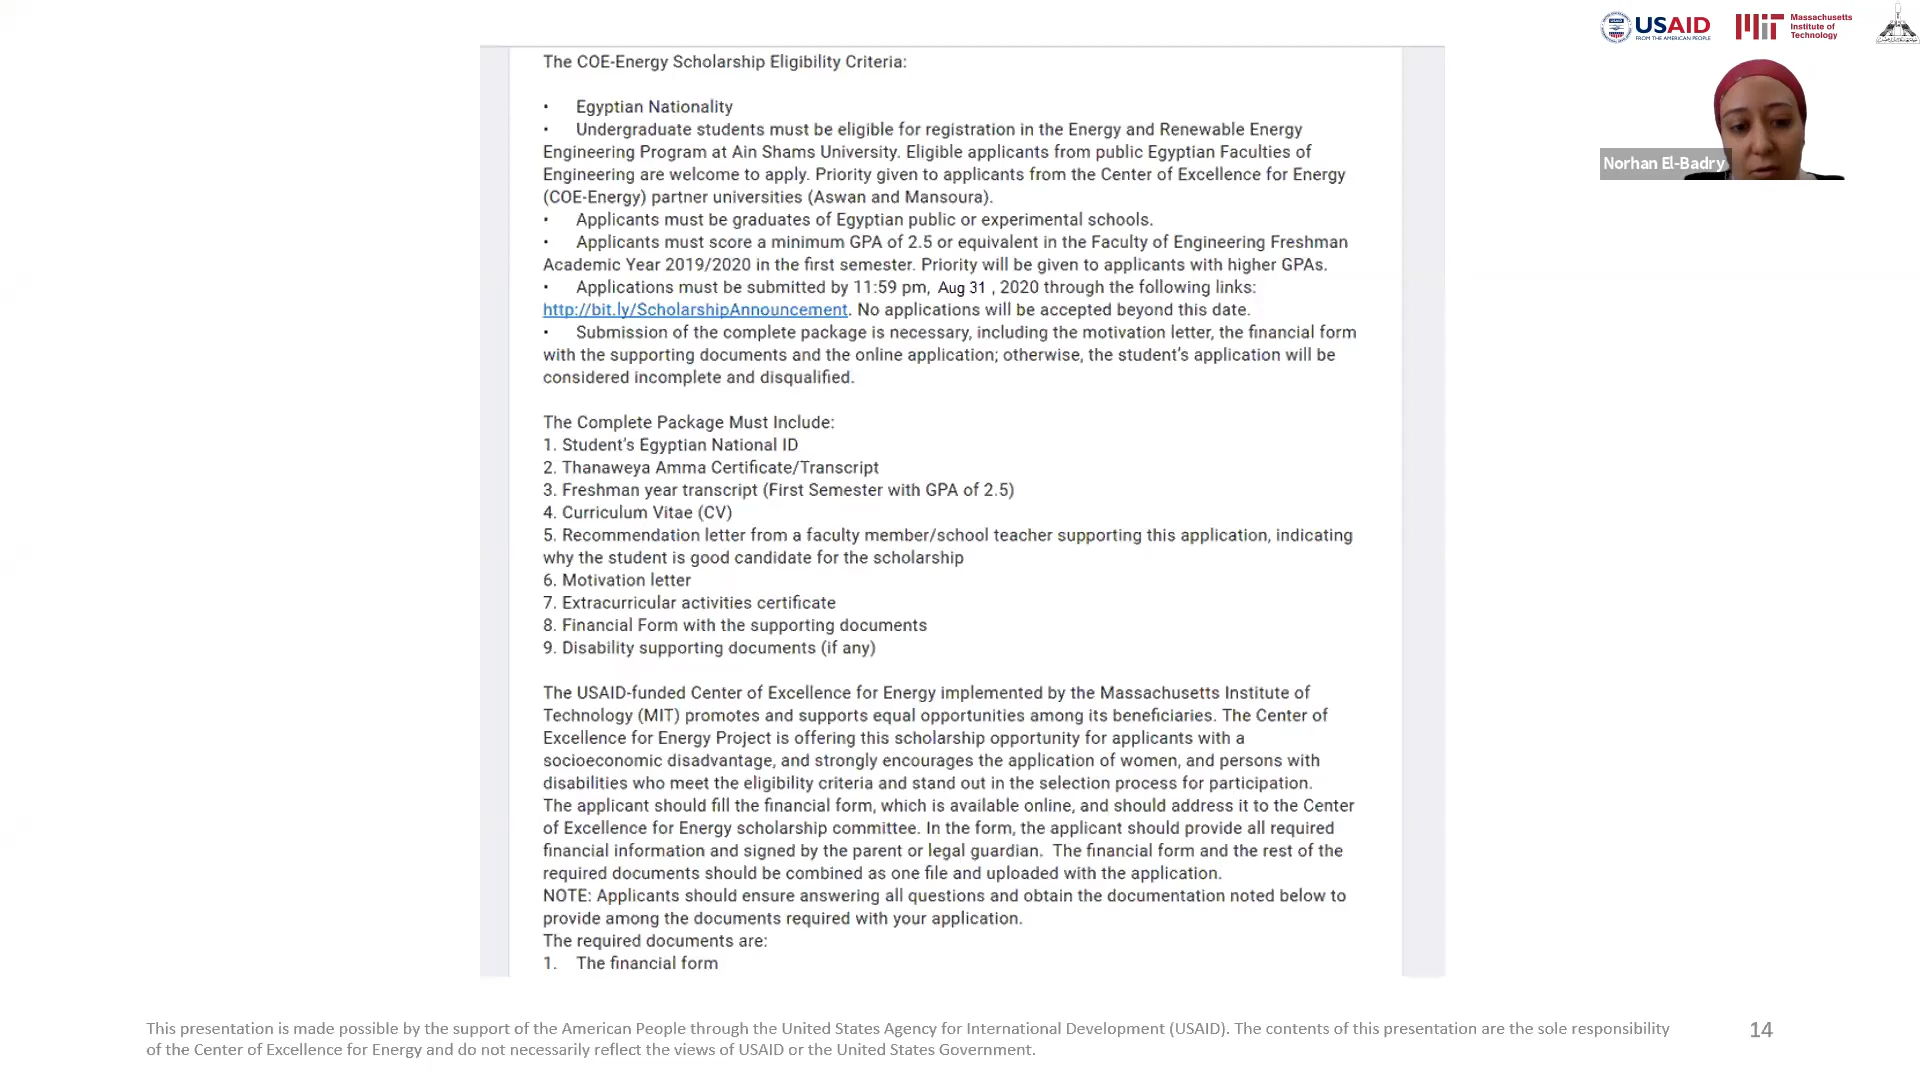 USAID
FROM THE AMERICAN PEOPLE
MIT
Massachusetts
Institute of
Technology
Norhan El-Badry
The COE-Energy Scholarship Eligibility Criteria:
• Egyptian Nationality
• Undergraduate students must be eligible for registration in the Energy and Renewable Energy
Engineering Program at Ain Shams University. Eligible applicants from public Egyptian Faculties of
Engineering are welcome to apply. Priority given to applicants from the Center of Excellence for Energy
(COE-Energy) partner universities (Aswan and Mansoura).
• Applicants must be graduates of Egyptian public or experimental schools.
• Applicants must score a minimum GPA of 2.5 or equivalent in the Faculty of Engineering Freshman
Academic Year 2019/2020 in the first semester. Priority will be given to applicants with higher GPAs.
• Applications must be submitted by 11:59 pm, Aug 31 , 2020 through the following links:
http://bit.ly/ScholarshipAnnouncement. No applications will be accepted beyond this date.
• Submission of the complete package is necessary, including the motivation letter, the financial form
with the supporting documents and the online application; otherwise, the student's application will be
considered incomplete and disqualified.
The Complete Package Must Include:
1. Student's Egyptian National ID
2. Thanaweya Amma Certificate/Transcript
3. Freshman year transcript (First Semester with GPA of 2.5)
4. Curriculum Vitae (CV)
5. Recommendation letter from a faculty member/school teacher supporting this application, indicating
why the student is good candidate for the scholarship
6. Motivation letter
7. Extracurricular activities certificate
8. Financial Form with the supporting documents
9. Disability supporting documents (if any)
The USAID-funded Center of Excellence for Energy implemented by the Massachusetts Institute of
Technology (MIT) promotes and supports equal opportunities among its beneficiaries. The Center of
Excellence for Energy Project is offering this scholarship opportunity for applicants with a
socioeconomic disadvantage, and strongly encourages the application of women, and persons with
disabilities who meet the eligibility criteria and stand out in the selection process for participation.
The applicant should fill the financial form, which is available online, and should address it to the Center
of Excellence for Energy scholarship committee. In the form, the applicant should provide all required
financial information and signed by the parent or legal guardian. The financial form and the rest of the
required documents should be combined as one file and uploaded with the application.
NOTE: Applicants should ensure answering all questions and obtain the documentation noted below to
provide among the documents required with your application.
The required documents are:
1. The financial form
This presentation is made possible by the support of the American People through the United States Agency for International Development (USAID). The contents of this presentation are the sole responsibility
of the Center of Excellence for Energy and do not necessarily reflect the views of USAID or the United States Government.
14